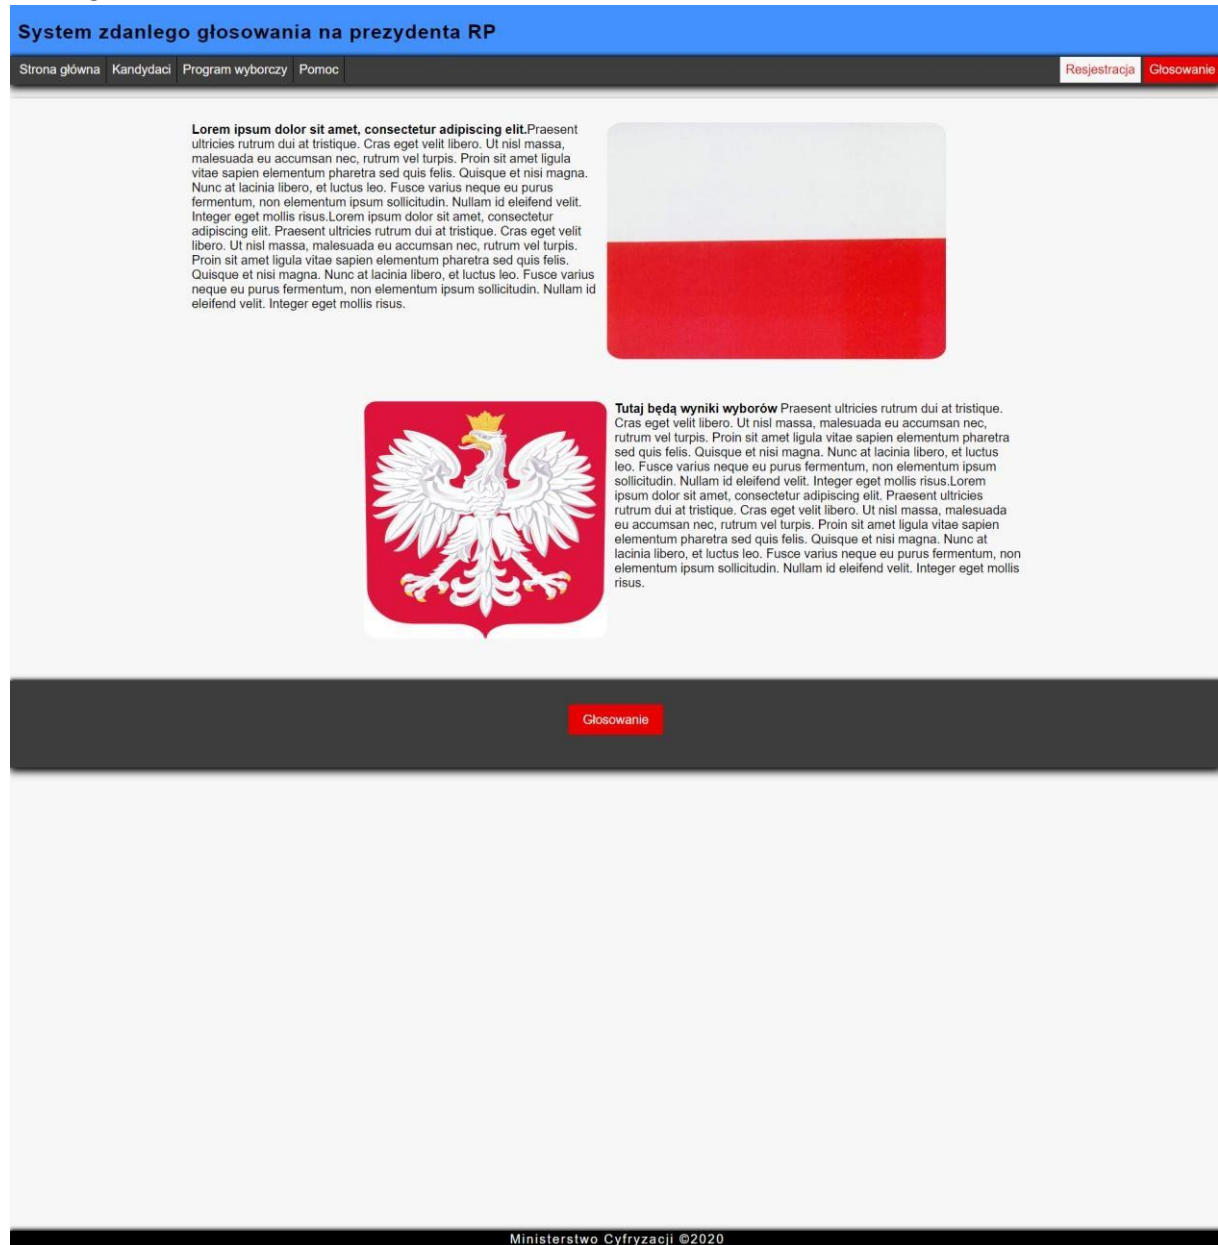 System zdanlego głosowania na prezydenta RP
Strona główna Kandydaci Program wyborczy Pomoc Resjestracja Głosowanie
Lorem ipsum dolor sit amet, consectetur adipiscing elit.Praesent
ultricies rutrum dui at tristique. Cras eget velit libero. Ut nisl massa,
malesuada eu accumsan nec, rutrum vel turpis. Proin sit amet ligula
vitae sapien elementum pharetra sed quis felis. Quisque et nisi magna.
Nunc at lacinia libero, et luctus leo. Fusce varius neque eu purus
fermentum, non elementum ipsum sollicitudin. Nullam id eleifend velit.
Integer eget mollis risus.Lorem ipsum dolor sit amet, consectetur
adipiscing elit. Praesent ultricies rutrum dui at tristique. Cras eget velit
libero. Ut nisl massa, malesuada eu accumsan nec, rutrum vel turpis.
Proin sit amet ligula vitae sapien elementum pharetra sed quis felis.
Quisque et nisi magna. Nunc at lacinia libero, et luctus leo. Fusce varius
neque eu purus fermentum, non elementum ipsum sollicitudin. Nullam id
eleifend velit. Integer eget mollis risus.
Tutaj będą wyniki wyborów Praesent ultricies rutrum dui at tristique.
Cras eget velit libero. Ut nisl massa, malesuada eu accumsan nec,
rutrum vel turpis. Proin sit amet ligula vitae sapien elementum pharetra
sed quis felis. Quisque et nisi magna. Nunc at lacinia libero, et luctus
leo. Fusce varius neque eu purus fermentum, non elementum ipsum
sollicitudin. Nullam id eleifend velit. Integer eget mollis risus.Lorem
ipsum dolor sit amet, consectetur adipiscing elit. Praesent ultricies
rutrum dui at tristique. Cras eget velit libero. Ut nisl massa, malesuada
eu accumsan nec, rutrum vel turpis. Proin sit amet ligula vitae sapien
elementum pharetra sed quis felis. Quisque et nisi magna. Nunc at
lacinia libero, et luctus leo. Fusce varius neque eu purus fermentum, non
elementum ipsum sollicitudin. Nullam id eleifend velit. Integer eget mollis
risus.
Głosowanie
Ministerstwo Cyfryzacji ©2020